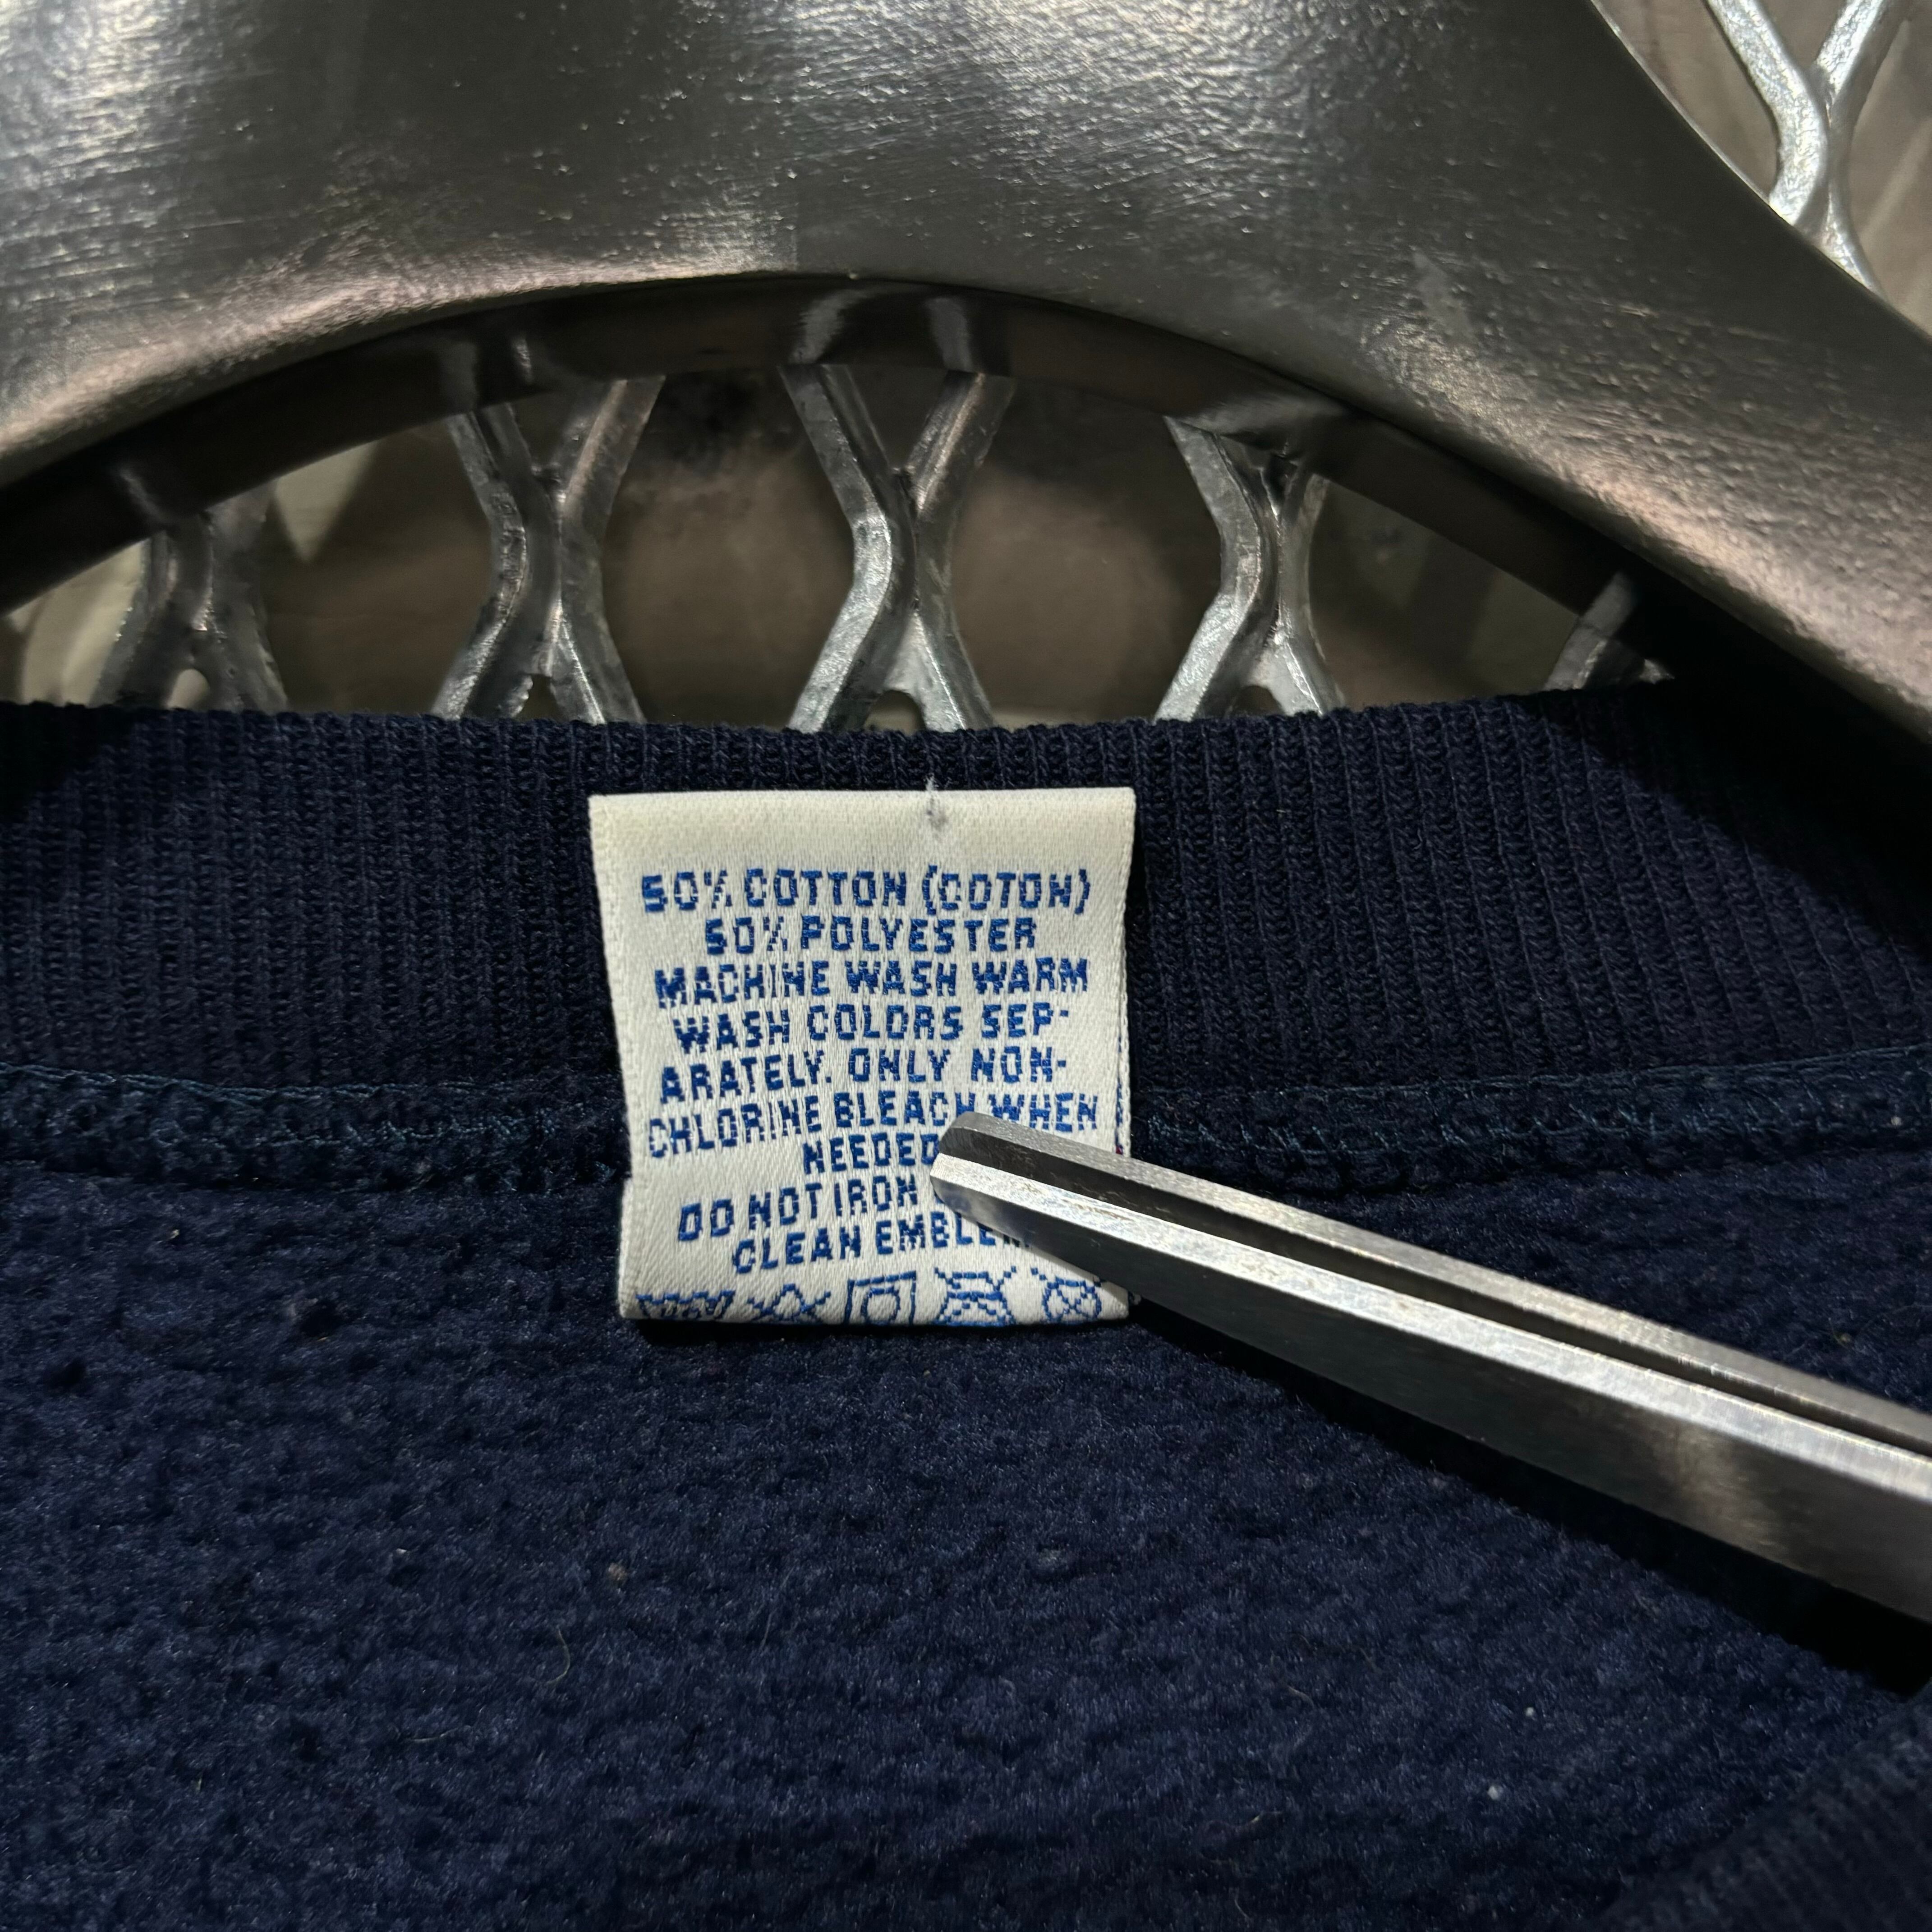 50% COTTON (COTON)
50% POLYESTER
MACHINE WASH WARM
WASH COLORS SEP-
ARATELY. ONLY NON-
CHLORINE BLEACH WHEN
NEEDED
DO NOT IRON
CLEAN EMBLEM